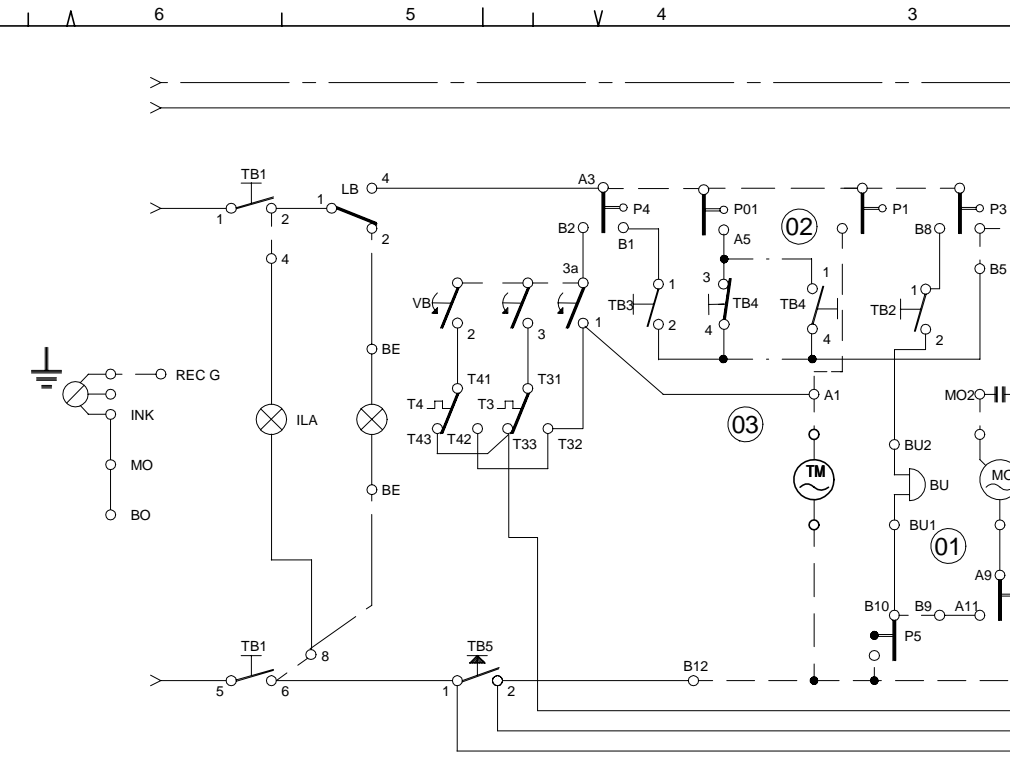 6 5 4 3
TB1 LB 4 A3
1 2 1 2 P4 P01 02 P1 P3
B2 B1 A5 B8
4 3a 3 1 B5
VB TB3 1 TB4 TB4 TB2 1
2 3 1 2 4 4 2
BE
REC G T41 T31
T4 T3 A1 MO2
INK ILA T43 T42 T33 T32 03
BU2
MO TM MO
BE BU
BO BU1 01
A9
B10 B9 A11
TB1 TB5 P5
8 B12
5 6 1 2